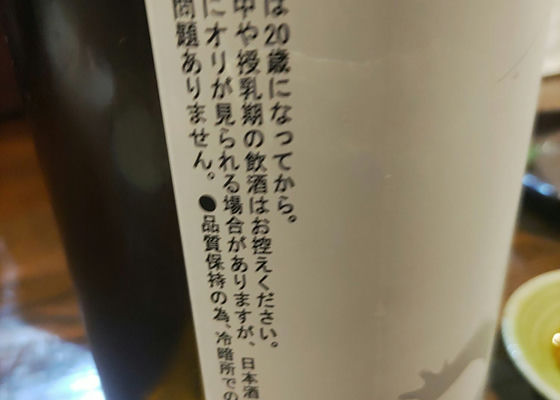 は20歳になってから。
中や授乳期の飲酒はお控えください。日本酒
にオリが見られる場合がありますが、
問題ありません。●品質保持の為、冷暗所での